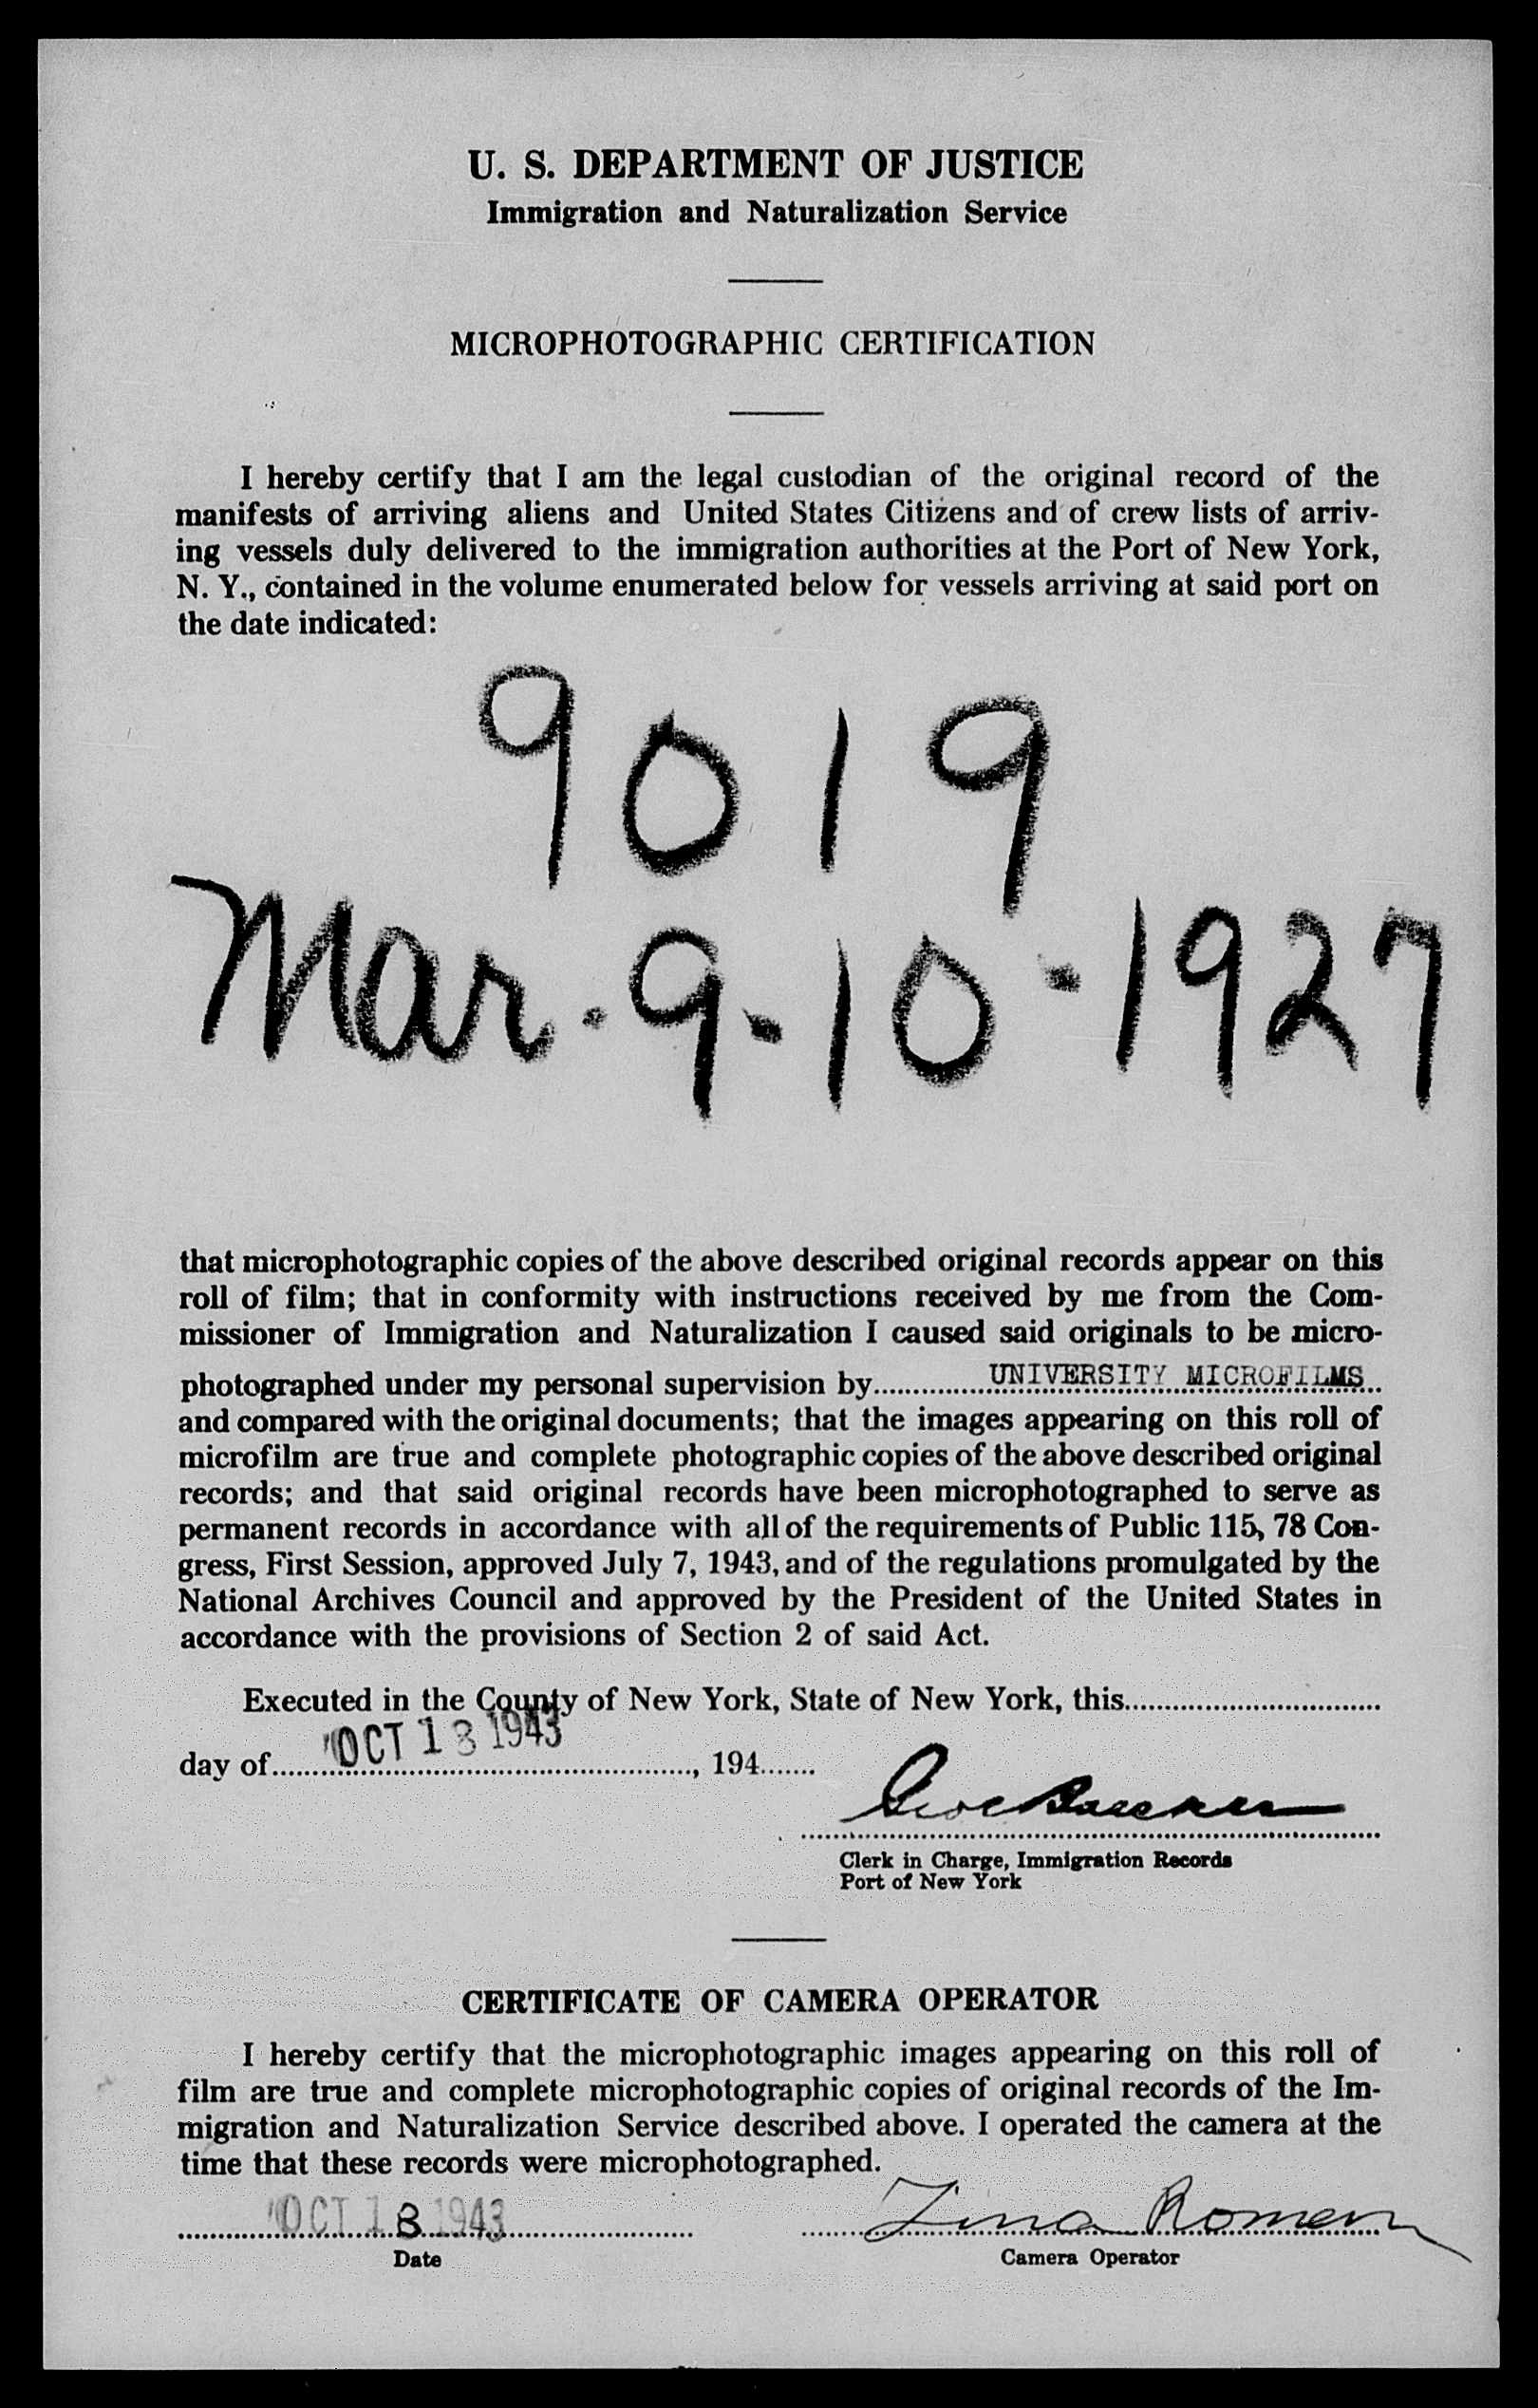 U. S. DEPARTMENT OF JUSTICE
Immigration and Naturalization Service
MICROPHOTOGRAPHIC CERTIFICATION
I hereby certify that I am the legal custodian of the original record of the
manifests of arriving aliens and United States Citizens and of crew lists of arriv-
ing vessels duly delivered to the immigration authorities at the Port of New York,
N. Y., contained in the volume enumerated below for vessels arriving at said port on
the date indicated:
9019
Mar. 9-10-1927
that microphotographic copies of the above described original records appear on this
roll of film; that in conformity with instructions received by me from the Com-
missioner of Immigration and Naturalization I caused said originals to be micro-
photographed under my personal supervision by UNIVERSITY MICROFILMS
and compared with the original documents; that the images appearing on this roll of
microfilm are true and complete photographic copies of the above described original
records; and that said original records have been microphotographed to serve as
permanent records in accordance with all of the requirements of Public 115, 78 Con-
gress, First Session, approved July 7, 1943, and of the regulations promulgated by the
National Archives Council and approved by the President of the United States in
accordance with the provisions of Section 2 of said Act.
Executed in the County of New York, State of New York, this
day of OCT 13 1943, 194
Clerk in Charge, Immigration Records
Port of New York
CERTIFICATE OF CAMERA OPERATOR
I hereby certify that the microphotographic images appearing on this roll of
film are true and complete microphotographic copies of original records of the Im-
migration and Naturalization Service described above. I operated the camera at the
time that these records were microphotographed.
OCT 13 1943
Date
Camera Operator